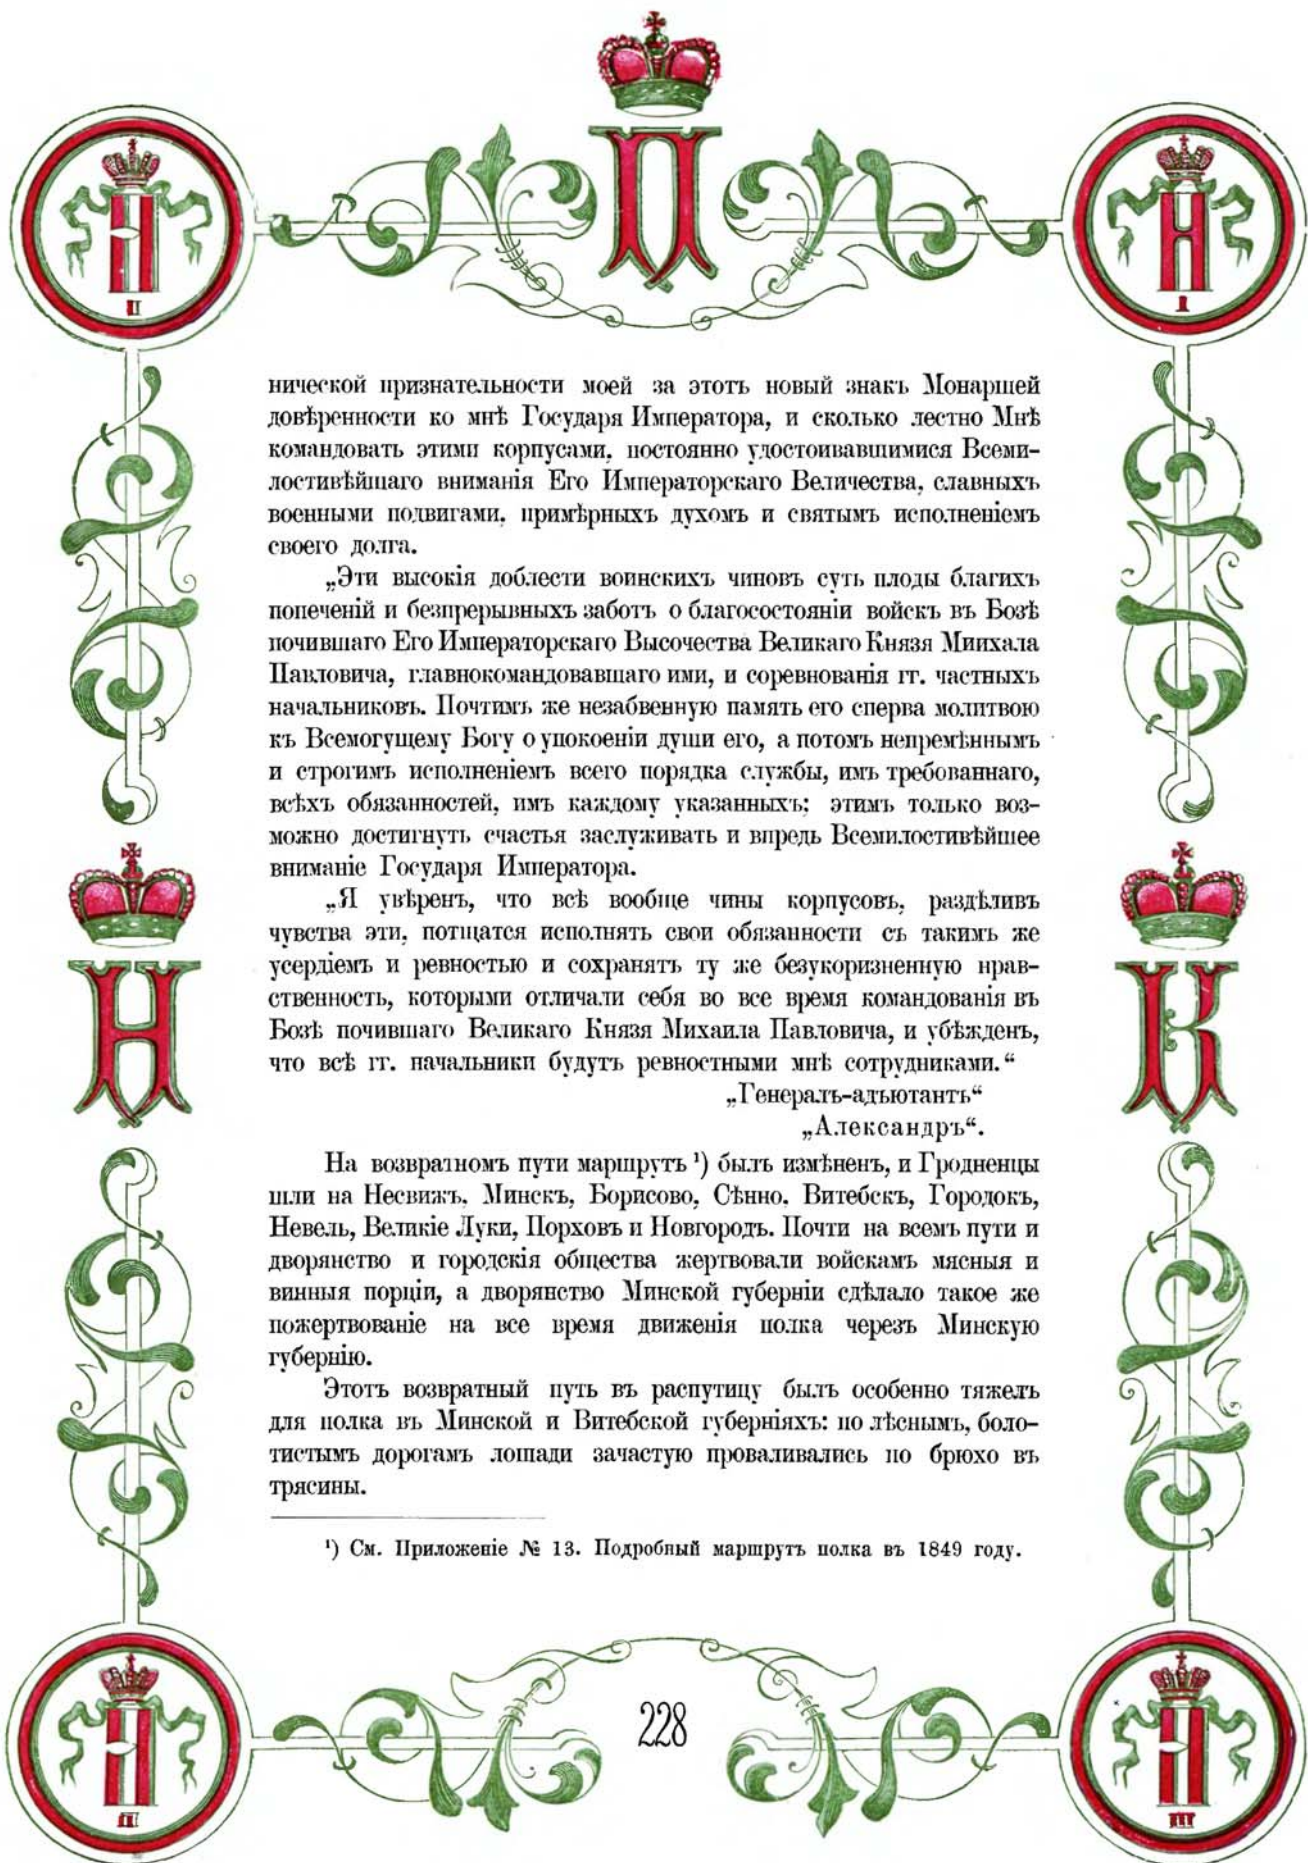 П
II
I
нической признательности моей за этотъ новый знакъ Монаршей
довѣренности ко мнѣ Государя Императора, и сколько лестно Мнѣ
командовать этими корпусами, постоянно удостоивавшимися Всеми-
лостивѣйшаго вниманія Его Императорскаго Величества, славныхъ
военными подвигами, примѣрныхъ духомъ и святымъ исполненіемъ
своего долга.
„Эти высокія доблести воинскихъ чиновъ суть плоды благихъ
попеченій и безпрерывныхъ заботъ о благосостояніи войскъ въ Бозѣ
почившаго Его Императорскаго Высочества Великаго Князя Миихала
Павловича, главнокомандовавшаго ими, и соревнованія гг. частныхъ
начальниковъ. Почтимъ же незабвенную память его сперва молитвою
къ Всемогущему Богу о упокоеніи души его, а потомъ непремѣннымъ
и строгимъ исполненіемъ всего порядка службы, имъ требованнаго,
всѣхъ обязанностей, имъ каждому указанныхъ; этимъ только воз-
можно достигнуть счастья заслуживать и впредь Всемилостивѣйшее
вниманіе Государя Императора.
„Я увѣренъ, что всѣ вообще чины корпусовъ, раздѣливъ
чувства эти, потщатся исполнять свои обязанности съ такимъ же
усердіемъ и ревностью и сохранятъ ту же безукоризненную нрав-
ственность, которыми отличали себя во все время командованія въ
Бозѣ почившаго Великаго Князя Михаила Павловича, и убѣжденъ,
что всѣ гг. начальники будутъ ревностными мнѣ сотрудниками.“
„Генералъ-адъютантъ“
„Александръ“.
Н
К
На возвратномъ пути маршрутъ ¹) былъ измѣненъ, и Гродненцы
шли на Несвижъ, Минскъ, Борисово, Сѣнно, Витебскъ, Городокъ,
Невель, Великіе Луки, Порховъ и Новгородъ. Почти на всемъ пути и
дворянство и городскія общества жертвовали войскамъ мясныя и
винныя порціи, а дворянство Минской губерніи сдѣлало такое же
пожертвованіе на все время движенія полка черезъ Минскую
губернію.
Этотъ возвратный путь въ распутицу былъ особенно тяжелъ
для полка въ Минской и Витебской губерніяхъ: по лѣснымъ, боло-
тистымъ дорогамъ лошади зачастую проваливались по брюхо въ
трясины.
¹) См. Приложеніе № 13. Подробный маршрутъ полка въ 1849 году.
228
III